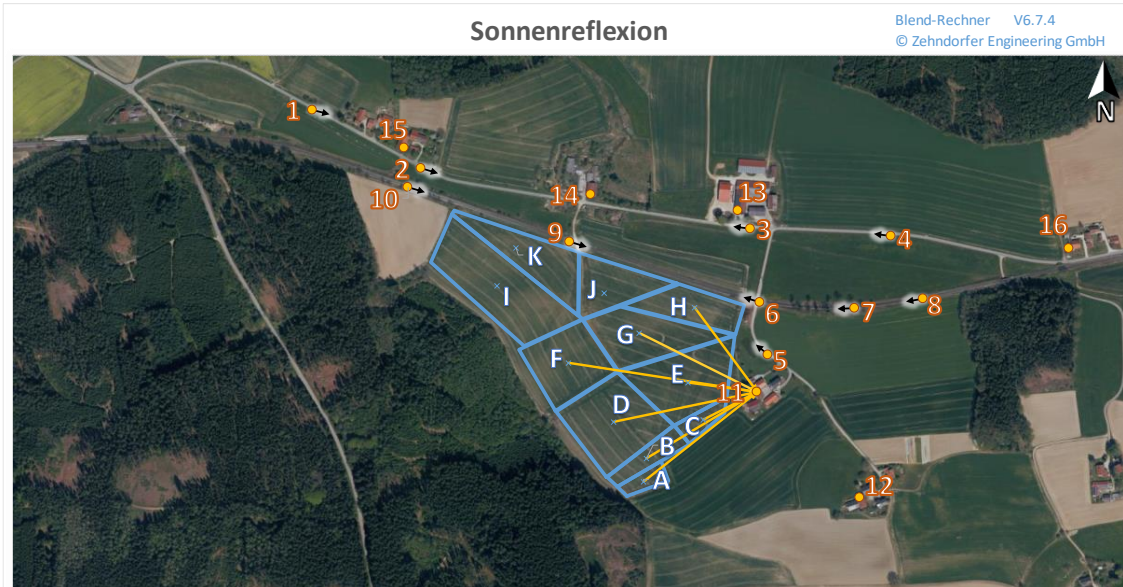 Sonnenreflexion
Blend-Rechner V6.7.4
© Zehndorfer Engineering GmbH
N
1
15
2
10
14
13
9
3
4
16
K
I
J
H
6
7
8
G
F
5
E
11
D
C
B
A
12